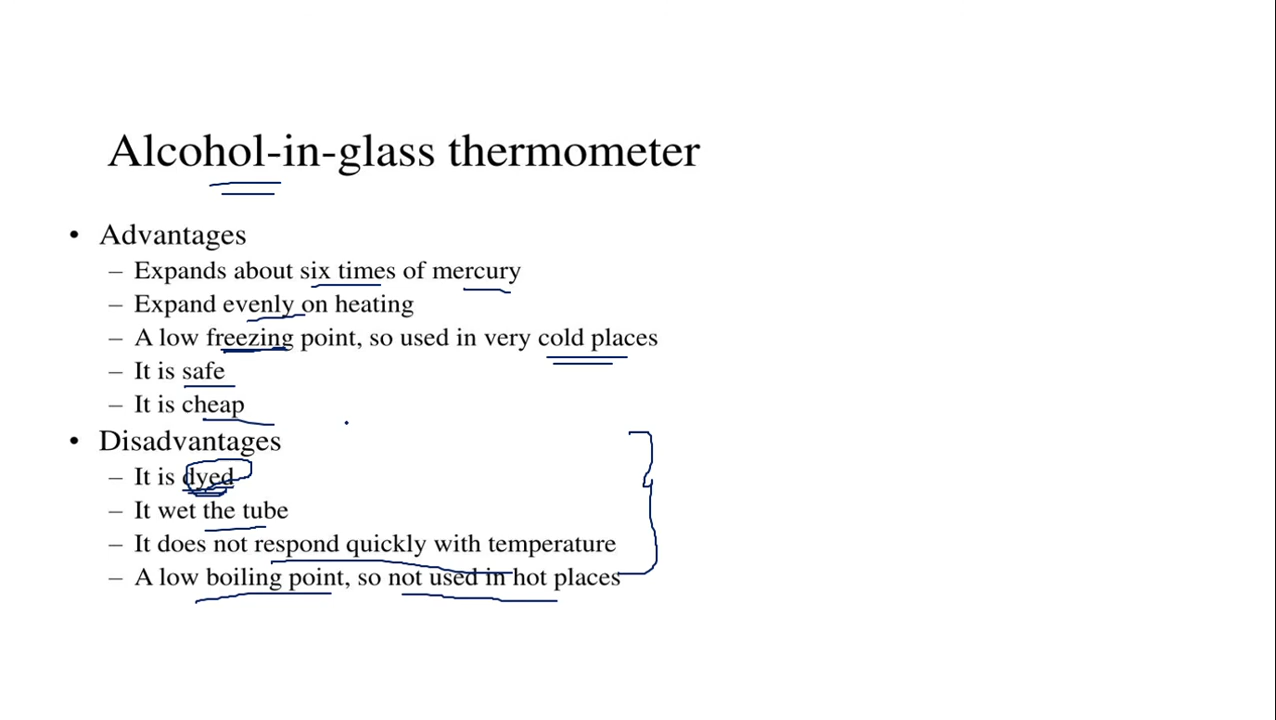 Alcohol-in-glass thermometer
• Advantages
– Expands about six times of mercury
– Expand evenly on heating
– A low freezing point, so used in very cold places
– It is safe
– It is cheap
• Disadvantages
– It is dyed
– It wet the tube
– It does not respond quickly with temperature
– A low boiling point, so not used in hot places